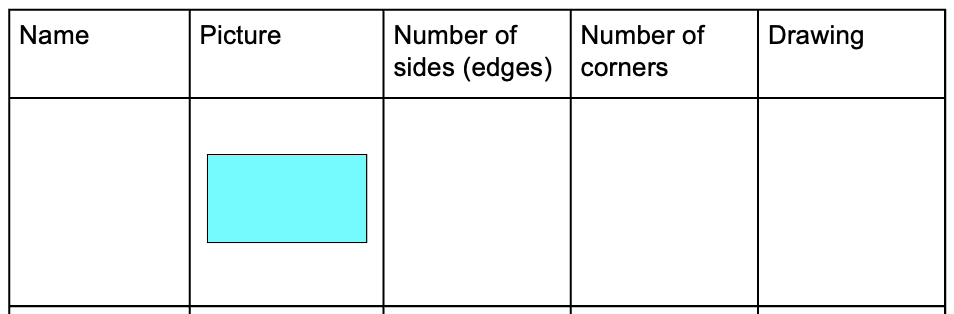 Name
Picture
Number of
sides (edges)
Number of
corners
Drawing